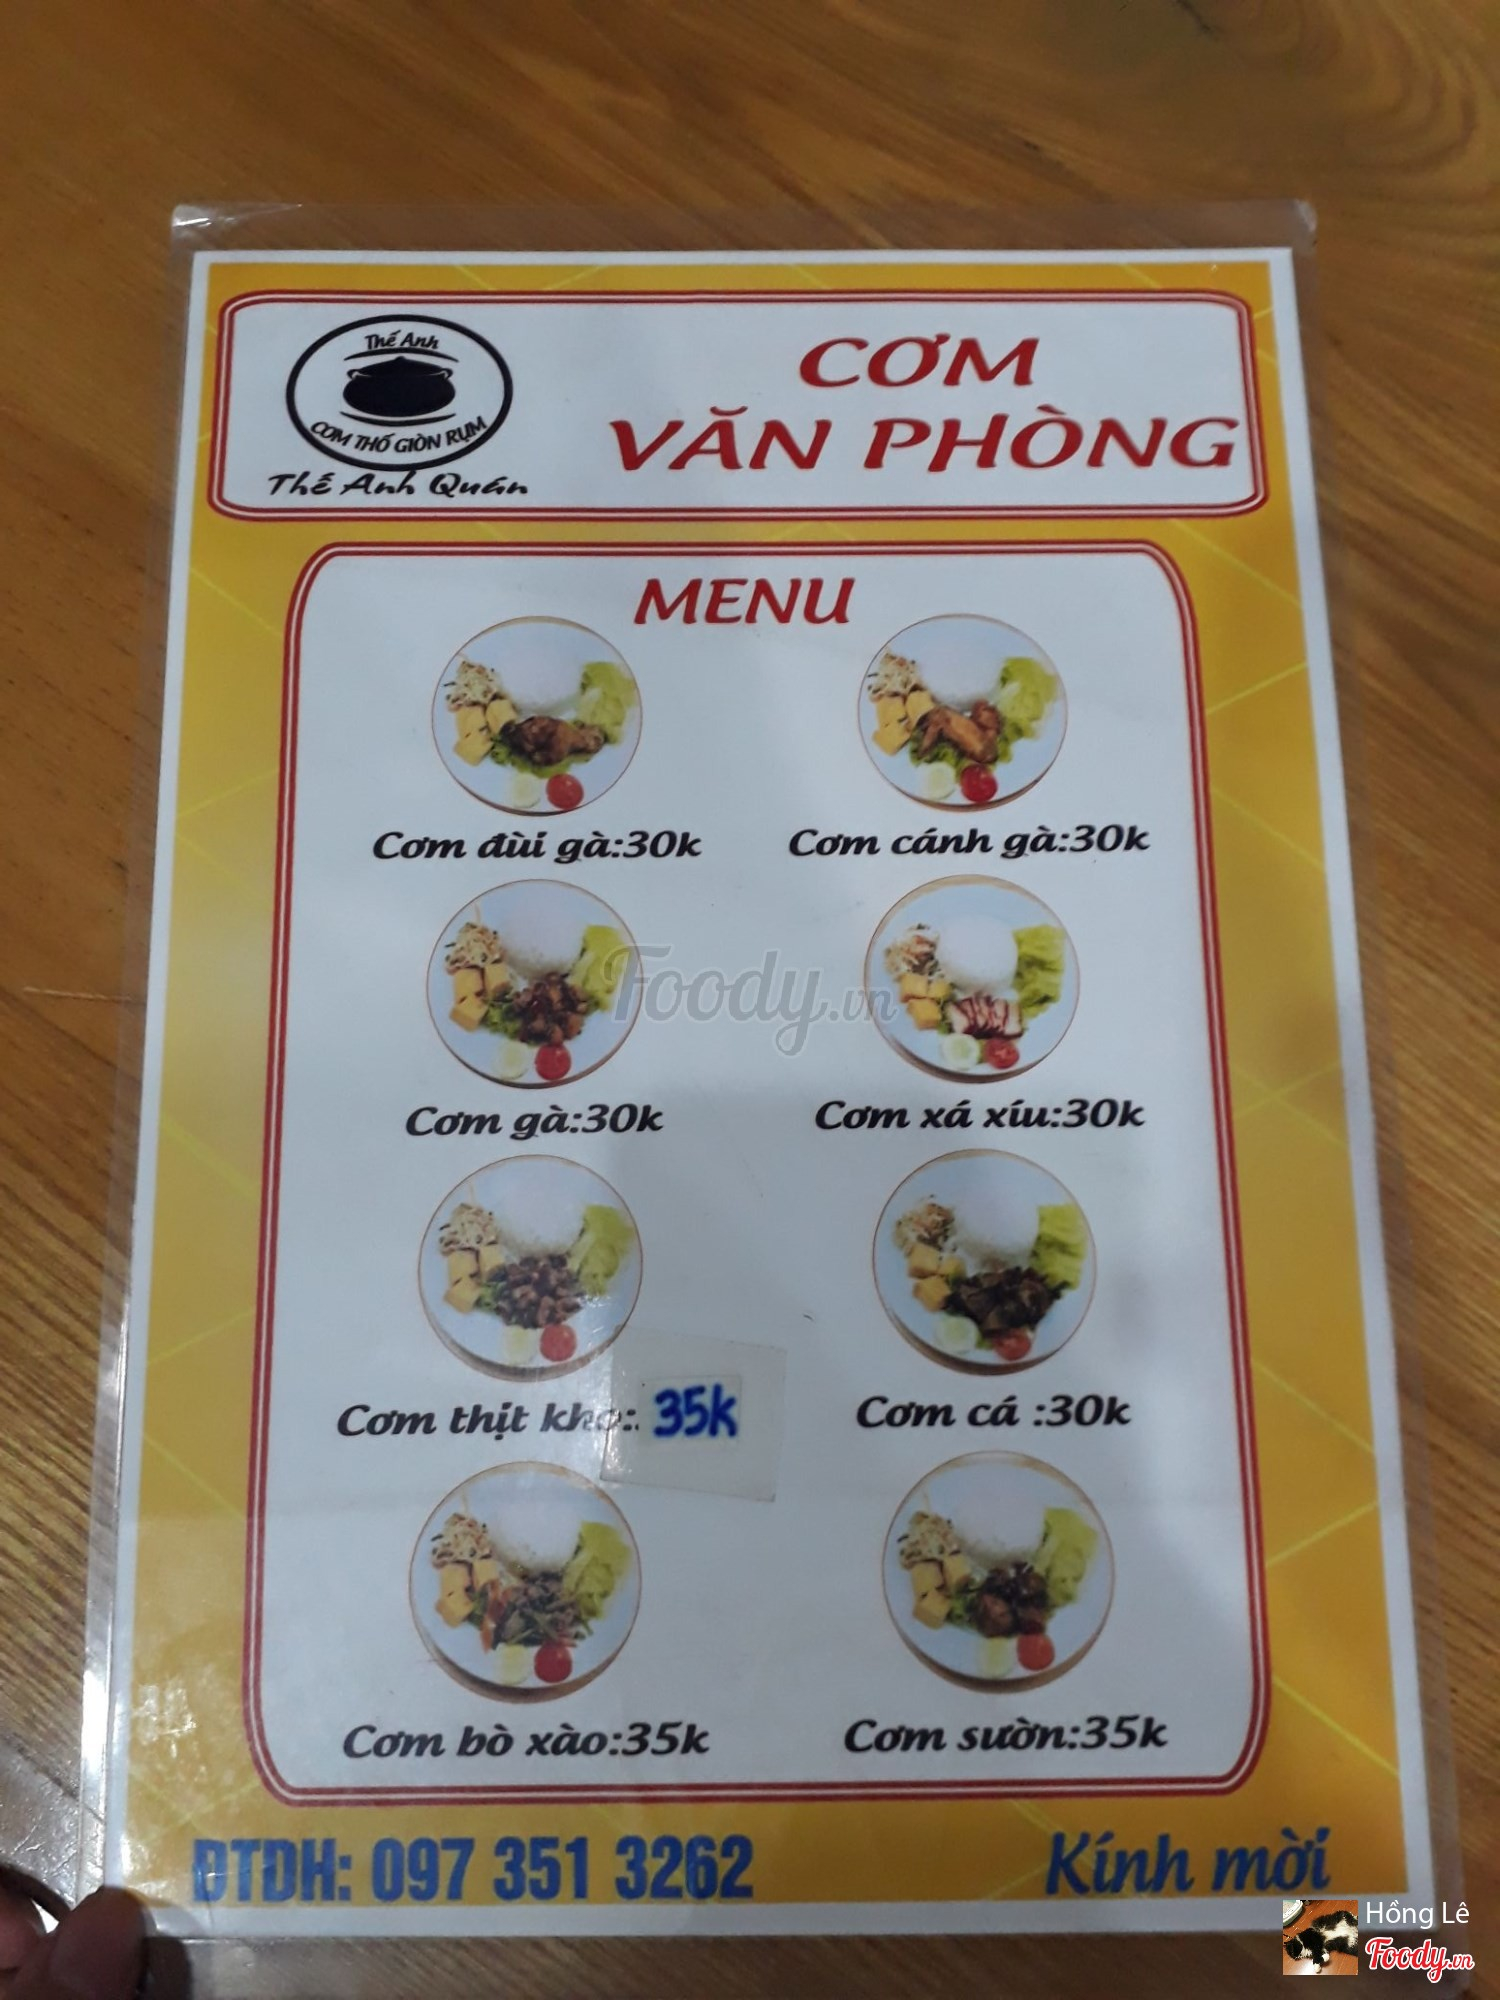 Thế Anh
CƠM THỐ GIÒN RỤM
Thế Anh Quán
CƠM
VĂN PHÒNG
MENU
Cơm đùi gà:30k
Cơm cánh gà:30k
Foody.vn
Cơm gà:30k
Cơm xá xíu:30k
Cơm thịt kho: 35k
Cơm cá :30k
Cơm bò xào:35k
Cơm sườn:35k
ĐTDH: 097 351 3262
Kính mời
Hồng Lê
Foody.vn